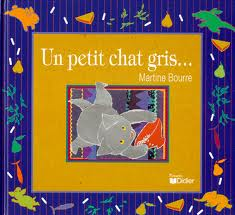 Un petit chat gris...
Martine Bourre
Didier